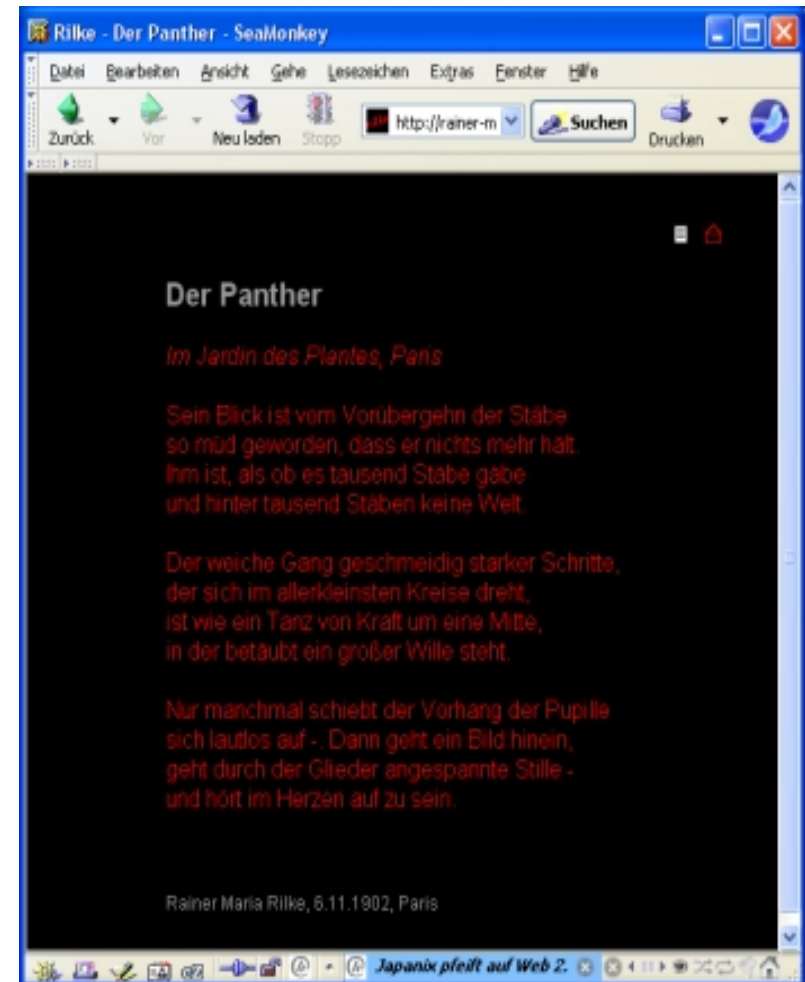 Rilke - Der Panther - SeaMonkey
Datei Bearbeiten Ansicht Gehe Lesezeichen Extras Fenster Hilfe
Zurück Vor Neu laden Stopp http://rainer-m Suchen Drucken
Der Panther
Im Jardin des Plantes, Paris
Sein Blick ist vom Vorübergehn der Stäbe
so müd geworden, dass er nichts mehr hält.
Ihm ist, als ob es tausend Stäbe gäbe
und hinter tausend Stäben keine Welt.
Der weiche Gang geschmeidig starker Schritte,
der sich im allerkleinsten Kreise dreht,
ist wie ein Tanz von Kraft um eine Mitte,
in der betäubt ein großer Wille steht.
Nur manchmal schiebt der Vorhang der Pupille
sich lautlos auf -. Dann geht ein Bild hinein,
geht durch der Glieder angespannte Stille -
und hört im Herzen auf zu sein.
Rainer Maria Rilke, 6.11.1902, Paris
Japanix pfeift auf Web 2.